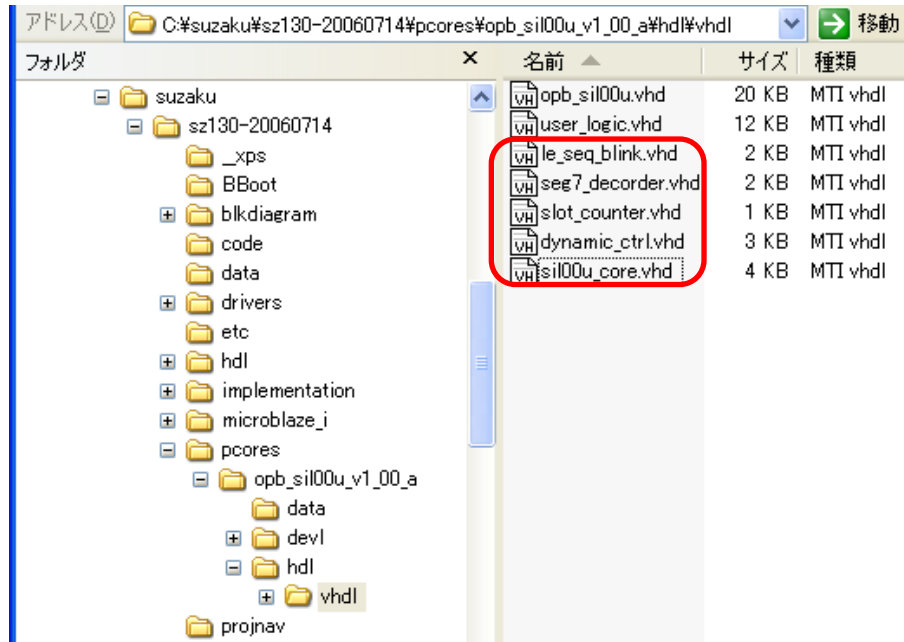 アドレス(D) C:¥suzaku¥sz130-20060714¥pcores¥opb_sil00u_v1_00_a¥hdl¥vhdl 移動
フォルダ × 名前 サイズ 種類
suzaku
sz130-20060714
_xps
BBoot
blkdiagram
code
data
drivers
etc
hdl
implementation
microblaze_i
pcores
opb_sil00u_v1_00_a
data
devl
hdl
vhdl
projnav
opb_sil00u.vhd 20 KB MTI vhdl
user_logic.vhd 12 KB MTI vhdl
le_seq_blink.vhd 2 KB MTI vhdl
seg7_decorder.vhd 2 KB MTI vhdl
slot_counter.vhd 1 KB MTI vhdl
dynamic_ctrl.vhd 3 KB MTI vhdl
sil00u_core.vhd 4 KB MTI vhdl